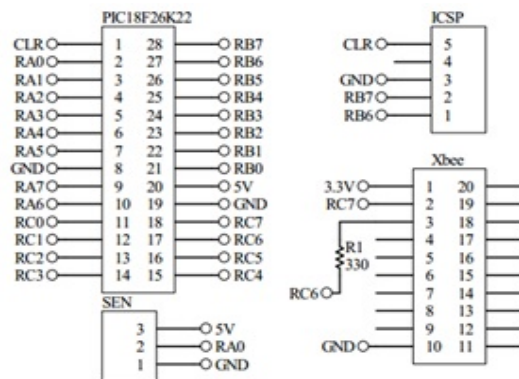 PIC18F26K22
CLR 1 28 RB7
RA0 2 27 RB6
RA1 3 26 RB5
RA2 4 25 RB4
RA3 5 24 RB3
RA4 6 23 RB2
RA5 7 22 RB1
GND 8 21 RB0
RA7 9 20 5V
RA6 10 19 GND
RC0 11 18 RC7
RC1 12 17 RC6
RC2 13 16 RC5
RC3 14 15 RC4
SEN
3 5V
2 RA0
1 GND
ICSP
CLR 5
4
GND 3
RB7 2
RB6 1
Xbee
3.3V 1 20
RC7 2 19
3 18
R1 4 17
330 5 16
6 15
RC6 7 14
8 13
9 12
GND 10 11